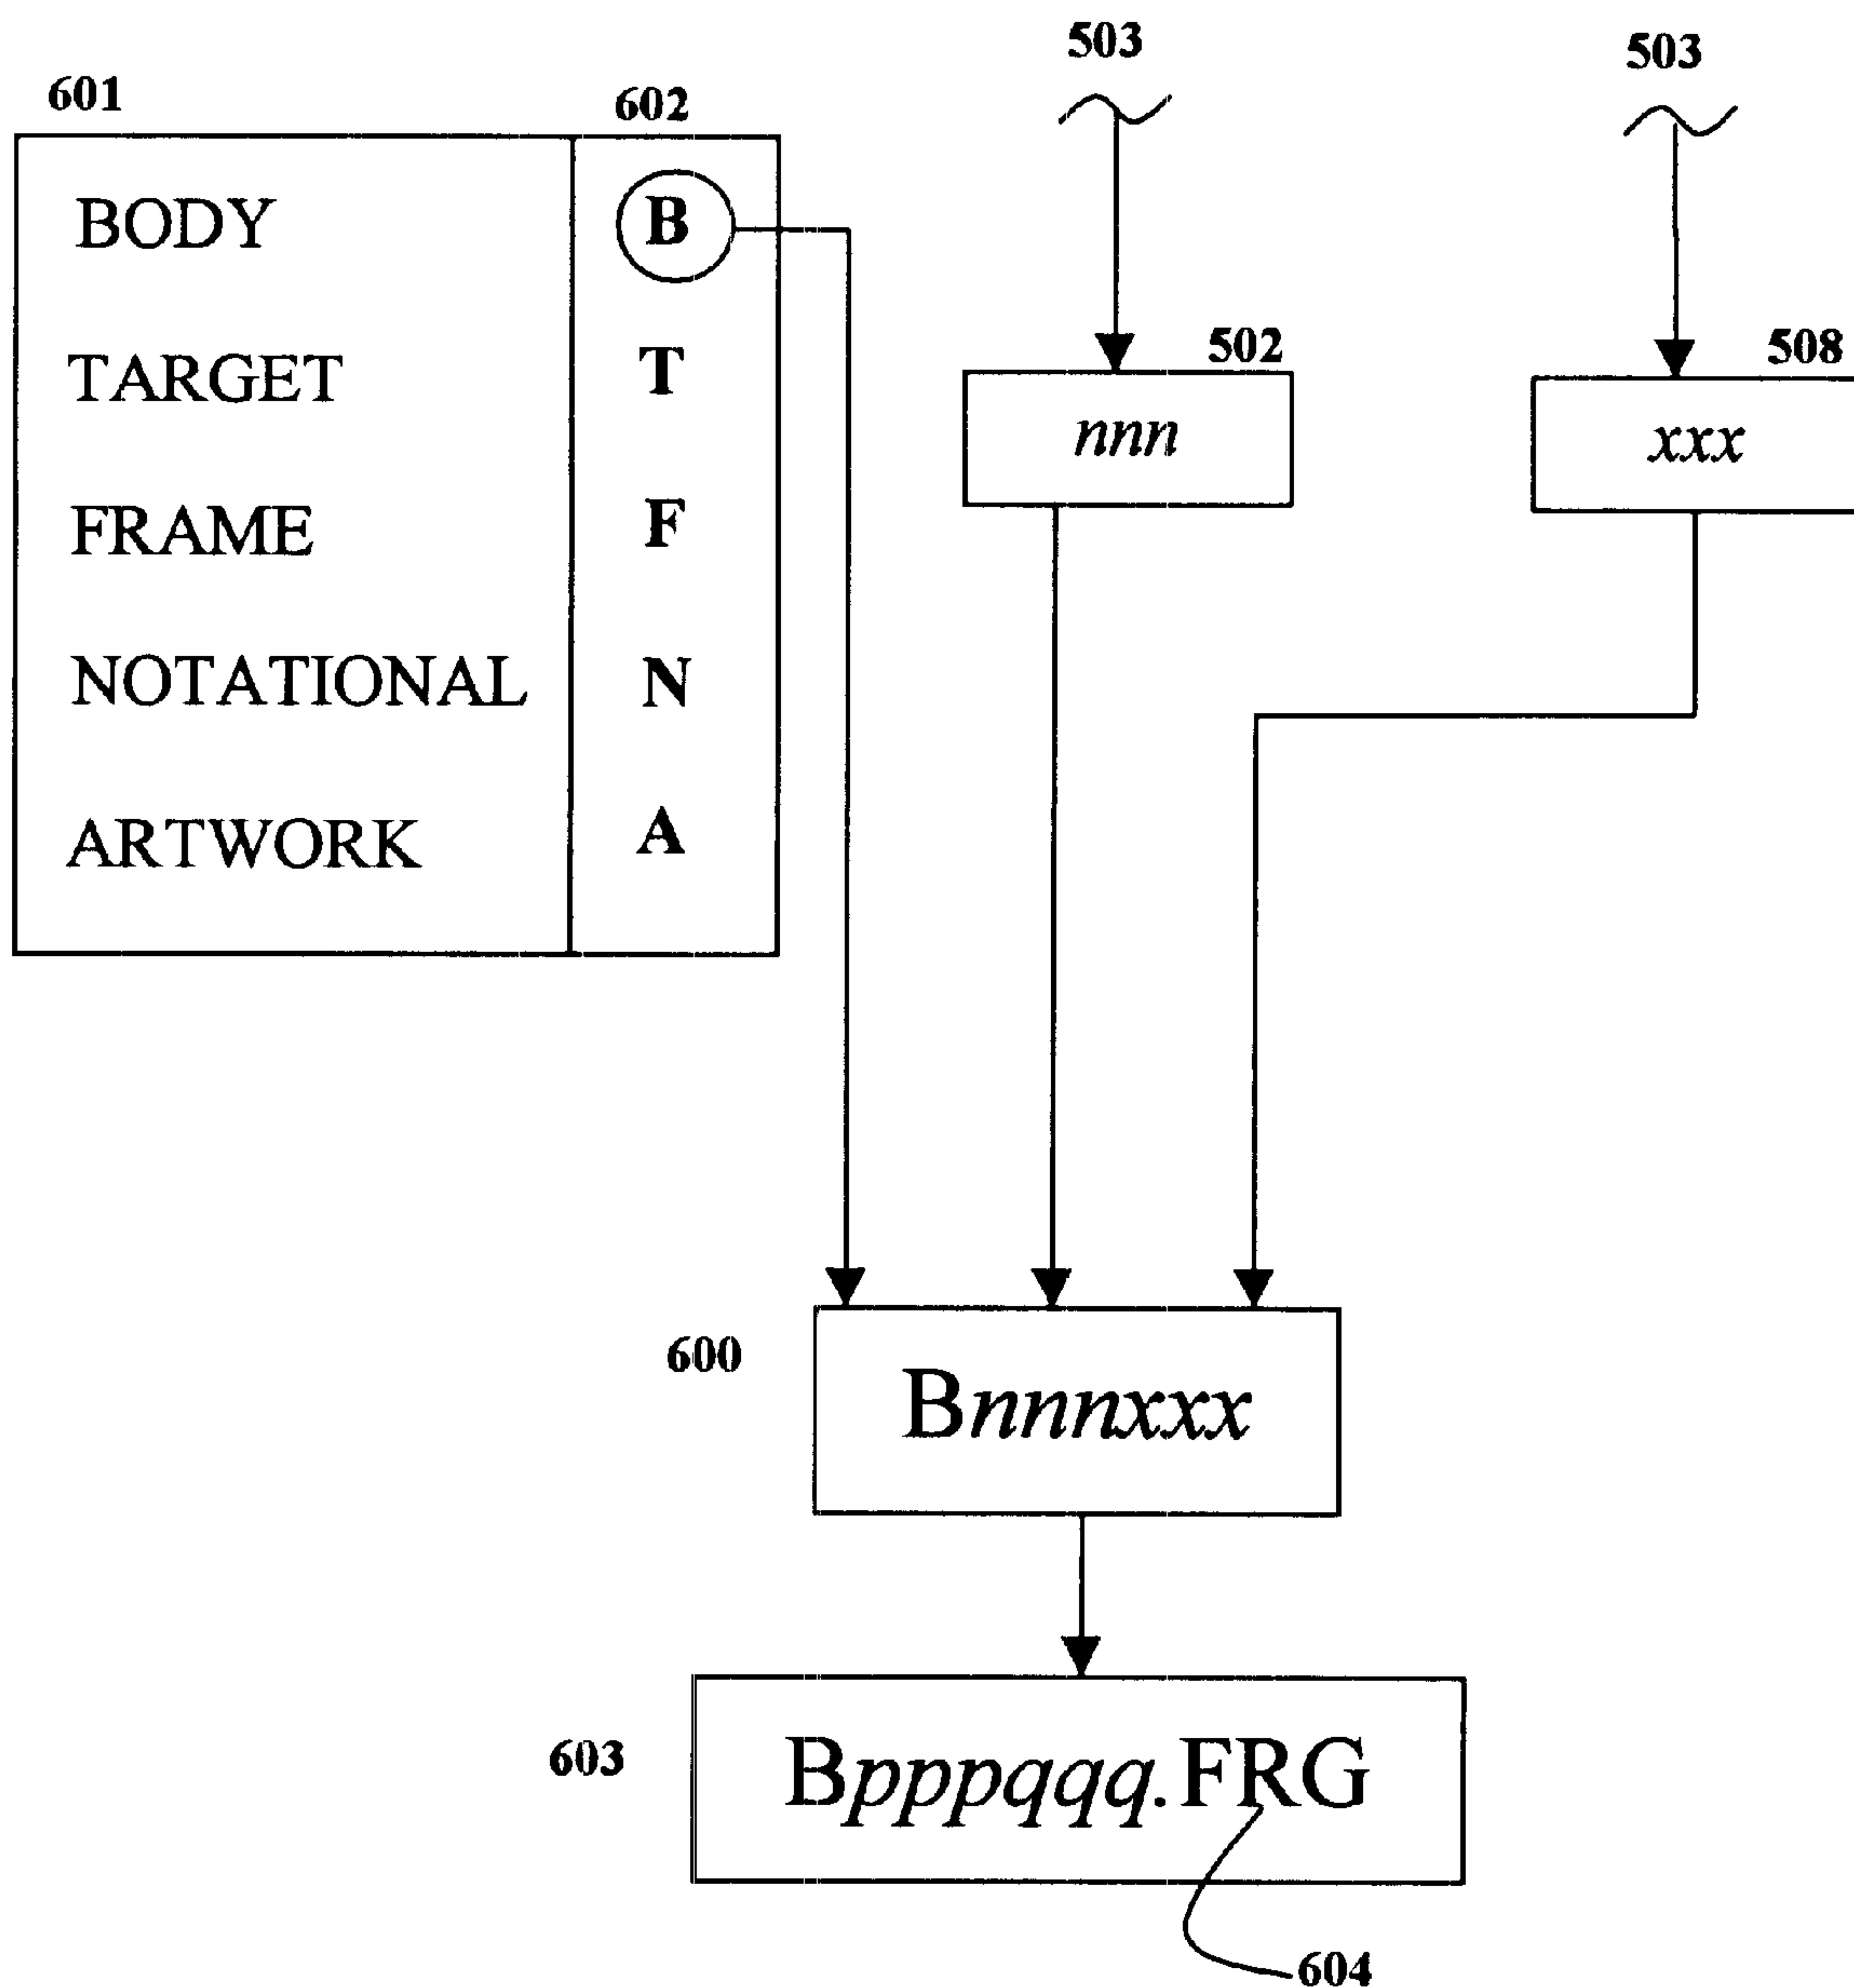 503
503
601
602
BODY B
TARGET T
FRAME F
NOTATIONAL N
ARTWORK A
502
nnn
508
xxx
600
Bnnnxxx
603
Bpppqqq.FRG
604